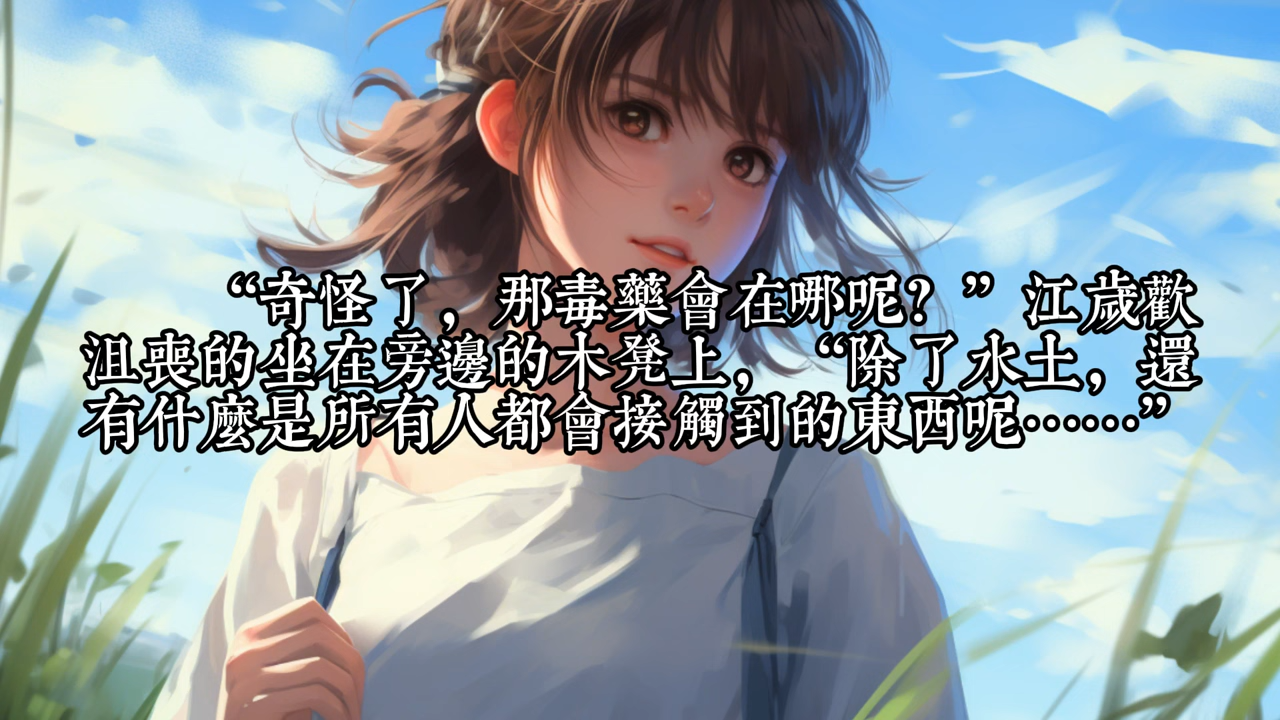 “奇怪了，那毒藥會在哪呢？”江歲歡
沮喪的坐在旁邊的木凳上，“除了水土，還
有什麼是所有人都會接觸到的東西呢……”